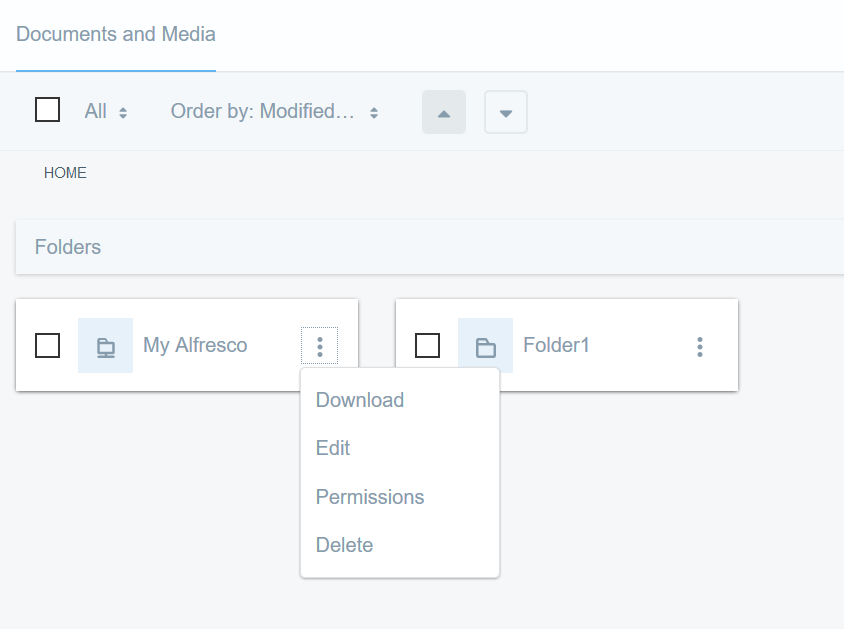 Documents and Media
All Order by: Modified...
HOME
Folders
My Alfresco Folder1
Download
Edit
Permissions
Delete